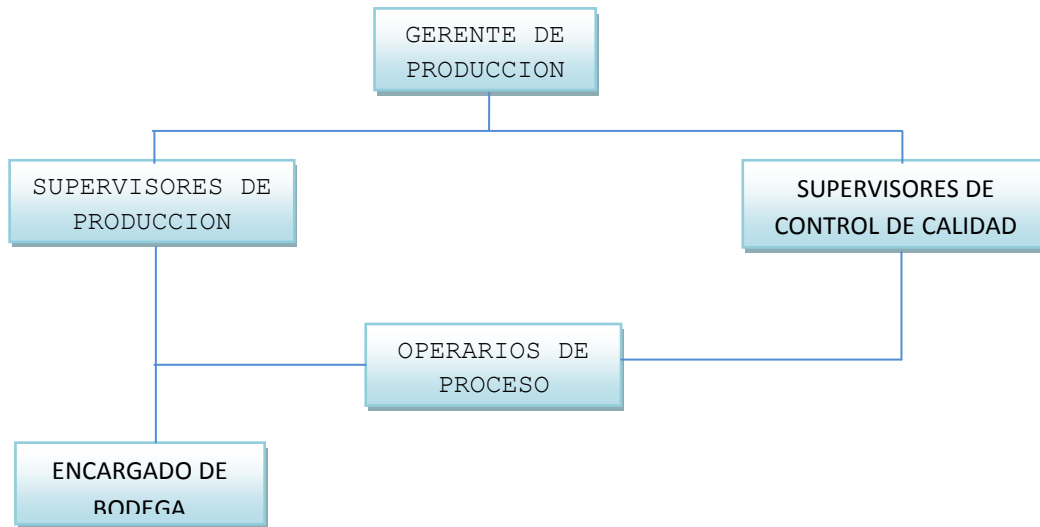 GERENTE DE
PRODUCCION
SUPERVISORES DE
PRODUCCION
SUPERVISORES DE
CONTROL DE CALIDAD
OPERARIOS DE
PROCESO
ENCARGADO DE
BODEGA